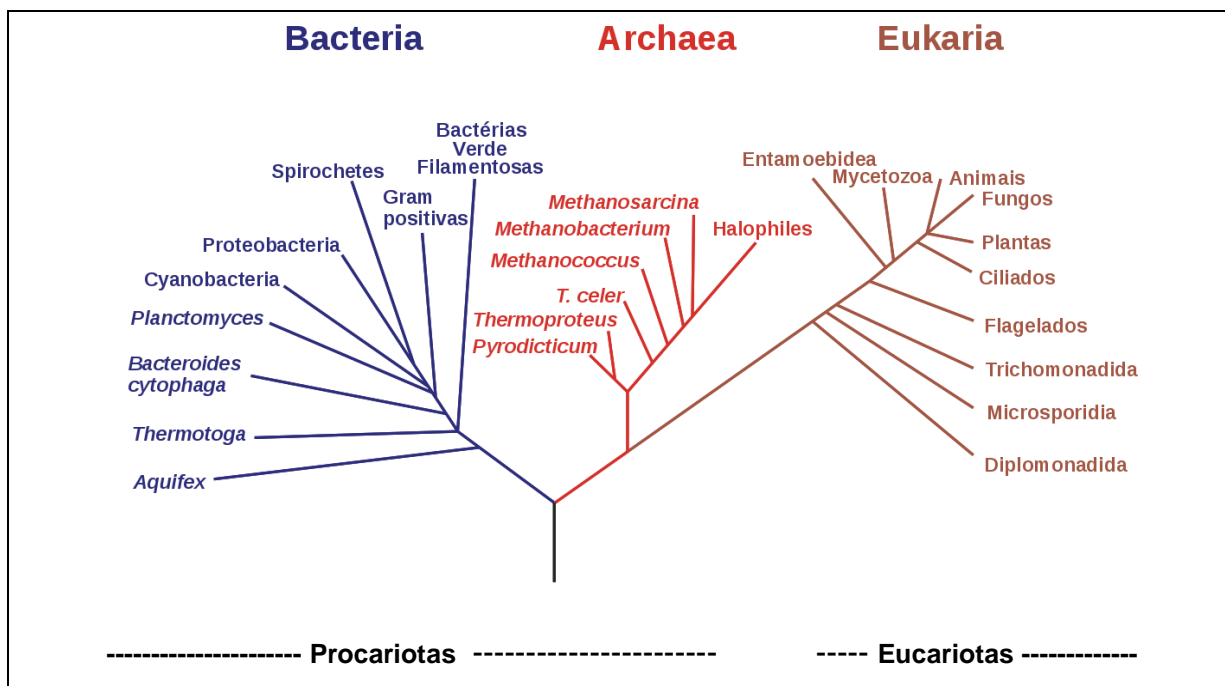 Bacteria
Archaea
Eukaria
Bactérias
Verde
Filamentosas
Spirochetes
Gram
positivas
Proteobacteria
Cyanobacteria
Planctomyces
Bacteroides
cytophaga
Thermotoga
Aquifex
Methanosarcina
Methanobacterium
Halophiles
Methanococcus
T. celer
Thermoproteus
Pyrodicticum
Entamoebidea
Mycetozoa
Animais
Fungos
Plantas
Ciliados
Flagelados
Trichomonadida
Microsporidia
Diplomonadida
---------------------- Procariotas ----------------------
----- Eucariotas -------------